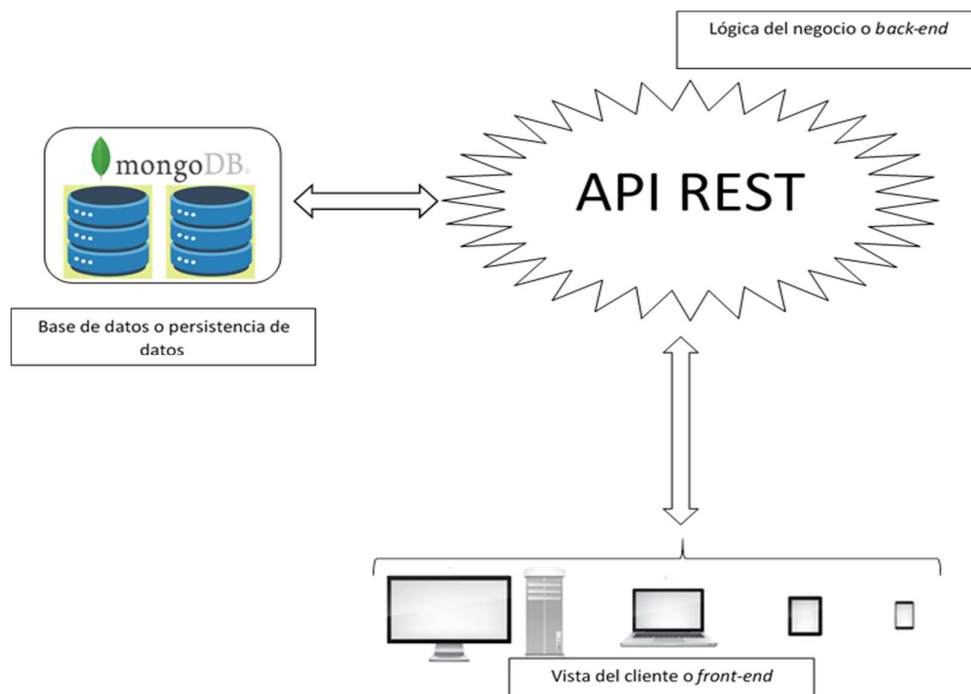 Lógica del negocio o back-end
mongoDB®
API REST
Base de datos o persistencia de
datos
Vista del cliente o front-end